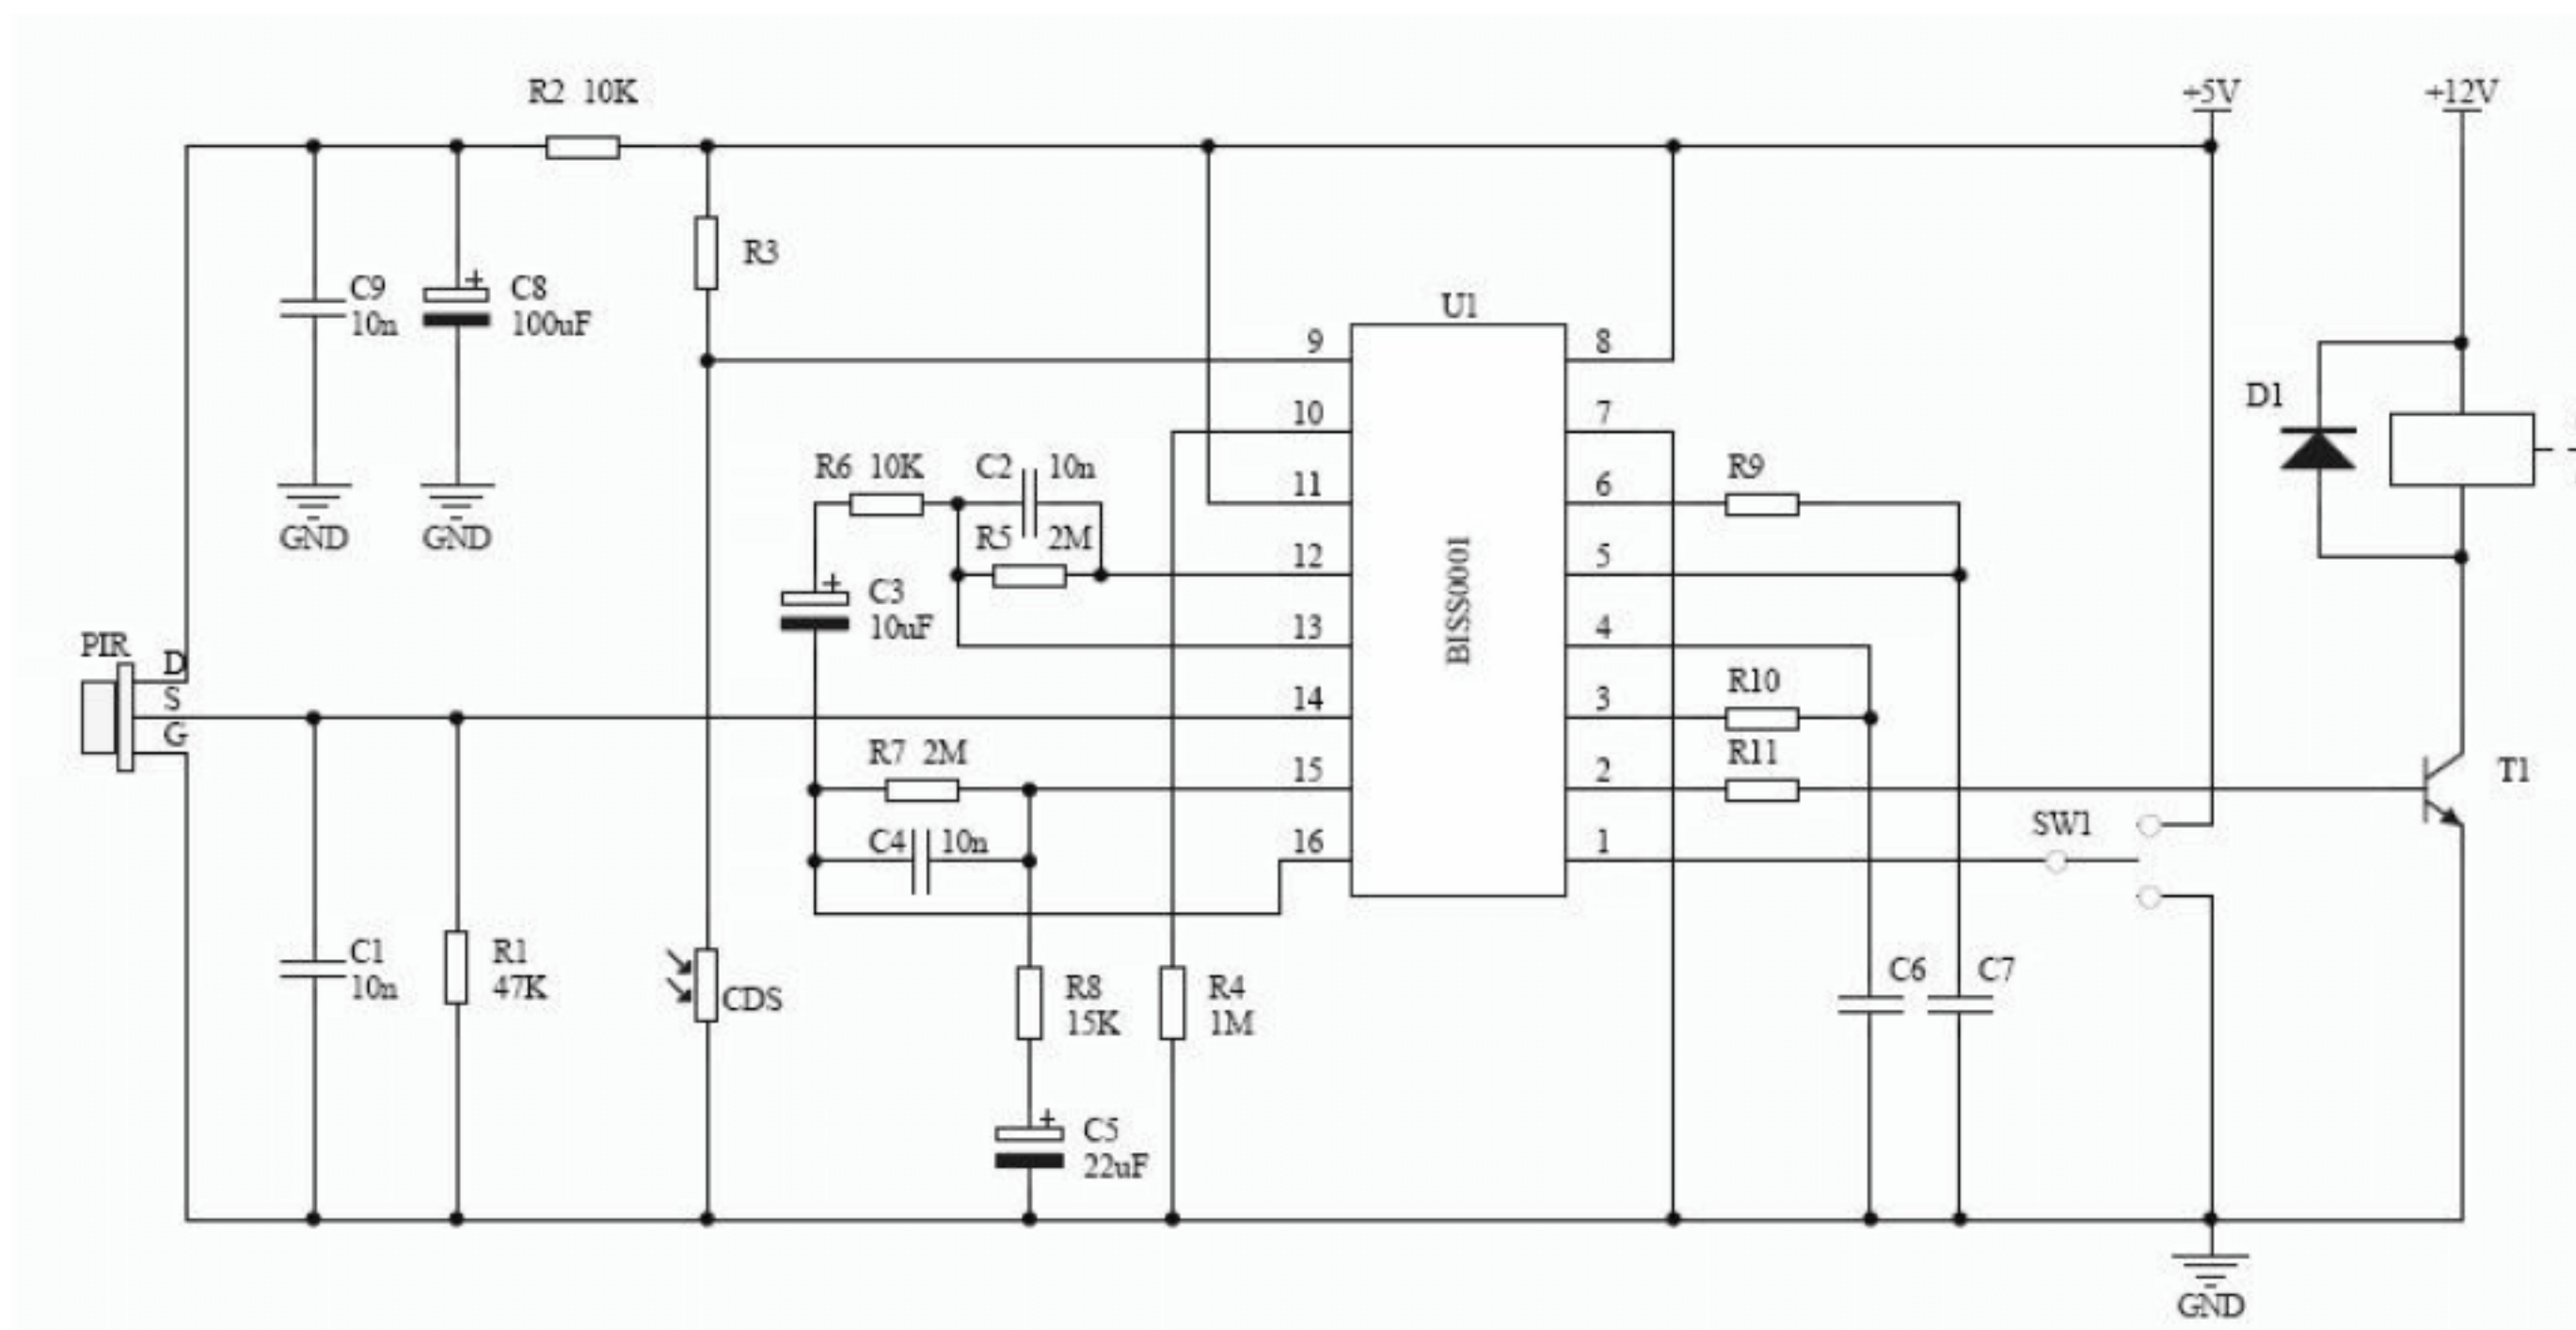 R2 10K
+5V
+12V
R3
C9
10n
C8
100uF
U1
9
8
D1
10
7
R6 10K
C2 10n
11
6
R9
GND
GND
R5 2M
12
5
BISS0001
C3
10uF
13
4
PIR
D
S
G
14
3
R10
R7 2M
15
2
R11
T1
C4 10n
16
1
SW1
C1
10n
R1
47K
CDS
R8
15K
R4
1M
C6
C7
C5
22uF
GND